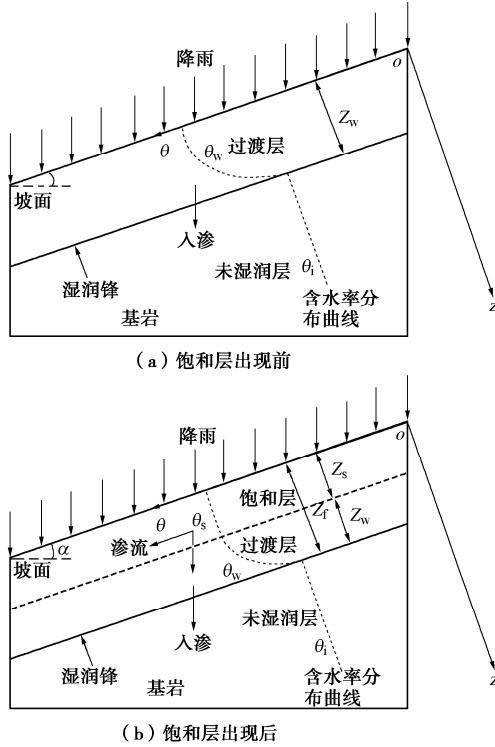 降雨
o
θ
θw
过渡层
Zw
坡面
入渗
未湿润层
θi
湿润锋
含水率分
布曲线
基岩
z
(a) 饱和层出现前
降雨
o
Zs
饱和层
θ
θs
Zf
Zw
渗流
过渡层
α
坡面
θw
入渗
未湿润层
θi
湿润锋
含水率分
布曲线
基岩
z
(b) 饱和层出现后